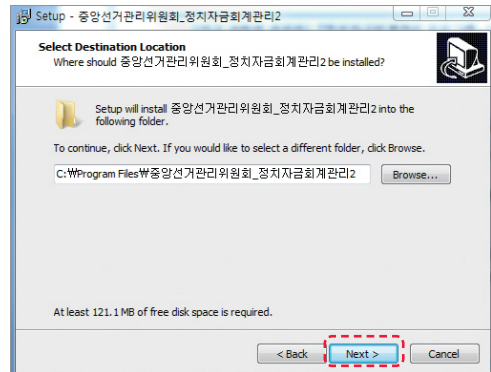 Setup - 중앙선거관리위원회_정치자금회계관리2
Select Destination Location
Where should 중앙선거관리위원회_정치자금회계관리2 be installed?
Setup will install 중앙선거관리위원회_정치자금회계관리2 into the
following folder.
To continue, click Next. If you would like to select a different folder, click Browse.
C:₩Program Files₩중앙선거관리위원회_정치자금회계관리2
Browse...
At least 121.1 MB of free disk space is required.
< Back
Next >
Cancel